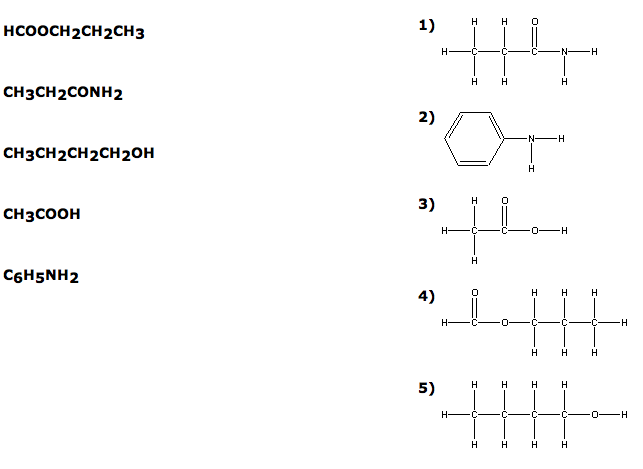 HCOOCH2CH2CH3
CH3CH2CONH2
CH3CH2CH2CH2OH
CH3COOH
C6H5NH2
1) H H O
H C C C N H
H H H
2)
N H
H
3) H O
H C C O H
H
4) O H H H
H C O C C C H
H H H
5) H H H H
H C C C C O H
H H H H